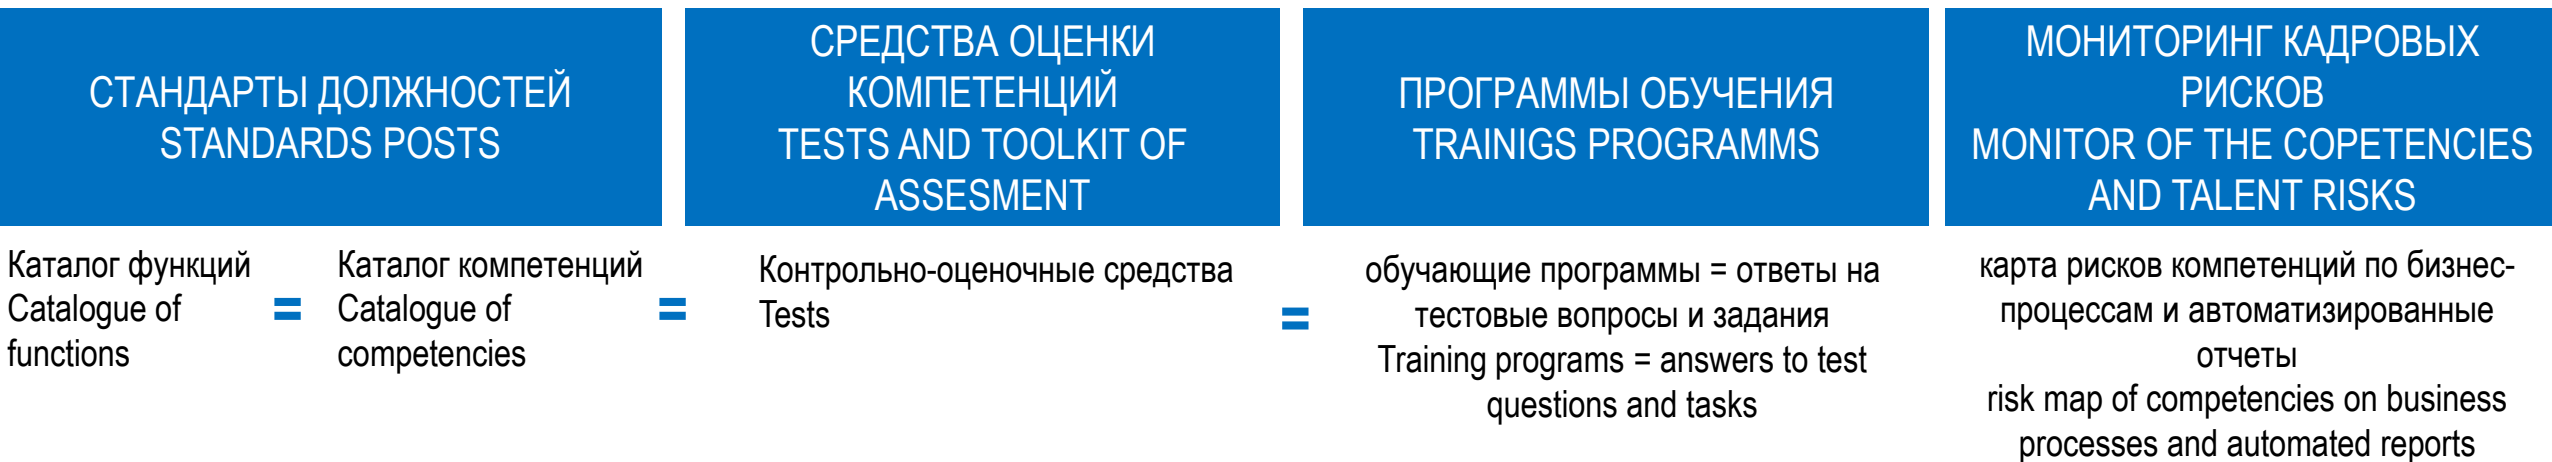 СТАНДАРТЫ ДОЛЖНОСТЕЙ
STANDARDS POSTS
СРЕДСТВА ОЦЕНКИ
КОМПЕТЕНЦИЙ
TESTS AND TOOLKIT OF
ASSESMENT
ПРОГРАММЫ ОБУЧЕНИЯ
TRAINIGS PROGRAMMS
МОНИТОРИНГ КАДРОВЫХ
РИСКОВ
MONITOR OF THE COPETENCIES
AND TALENT RISKS
Каталог функций
Catalogue of
functions
=
Каталог компетенций
Catalogue of
competencies
=
Контрольно-оценочные средства
Tests
=
обучающие программы = ответы на
тестовые вопросы и задания
Training programs = answers to test
questions and tasks
карта рисков компетенций по бизнес-
процессам и автоматизированные
отчеты
risk map of competencies on business
processes and automated reports